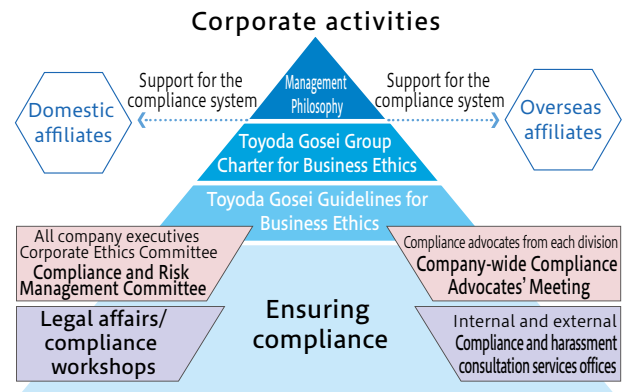 Corporate activities
Support for the
compliance system
Management
Philosophy
Support for the
compliance system
Domestic
affiliates
Overseas
affiliates
Toyoda Gosei Group
Charter for Business Ethics
Toyoda Gosei Guidelines for
Business Ethics
All company executives
Corporate Ethics Committee
Compliance and Risk
Management Committee
Compliance advocates from each division
Company-wide Compliance
Advocates' Meeting
Ensuring
compliance
Legal affairs/
compliance
workshops
Internal and external
Compliance and harassment
consultation services offices